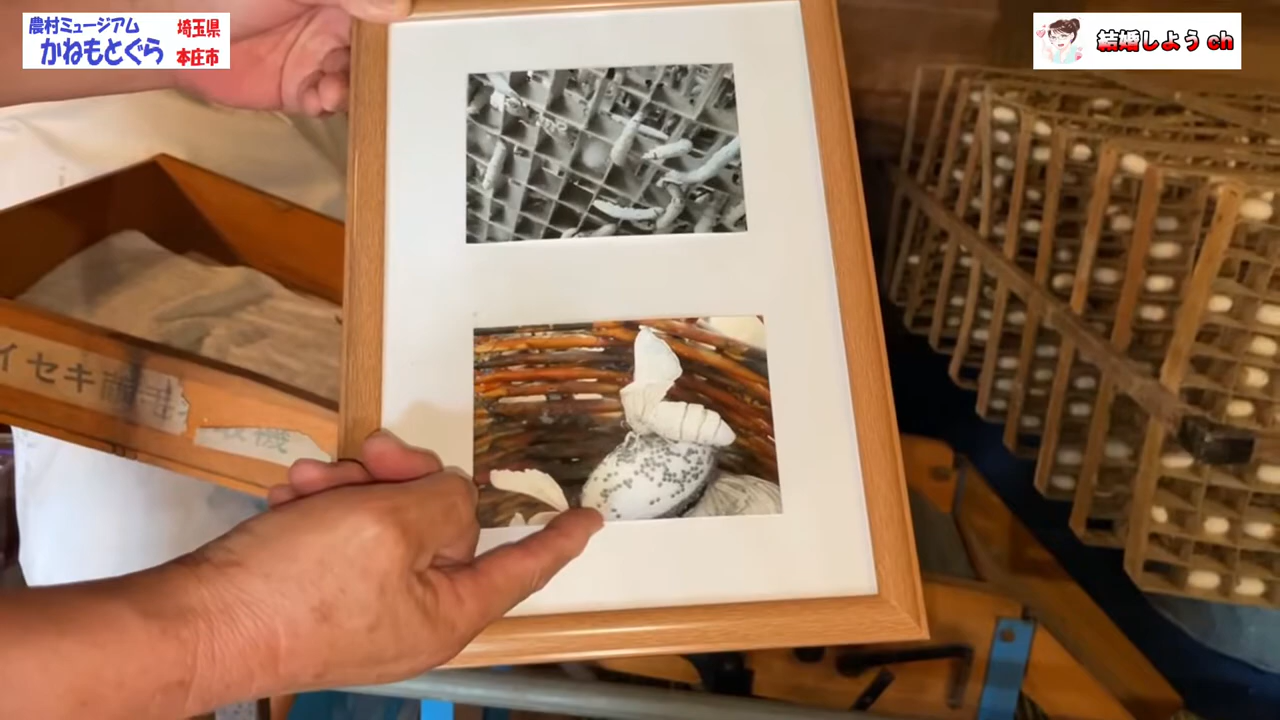 農村ミュージアム
かねもとぐら
埼玉県
本庄市
結婚しよう ch
イセキ
機